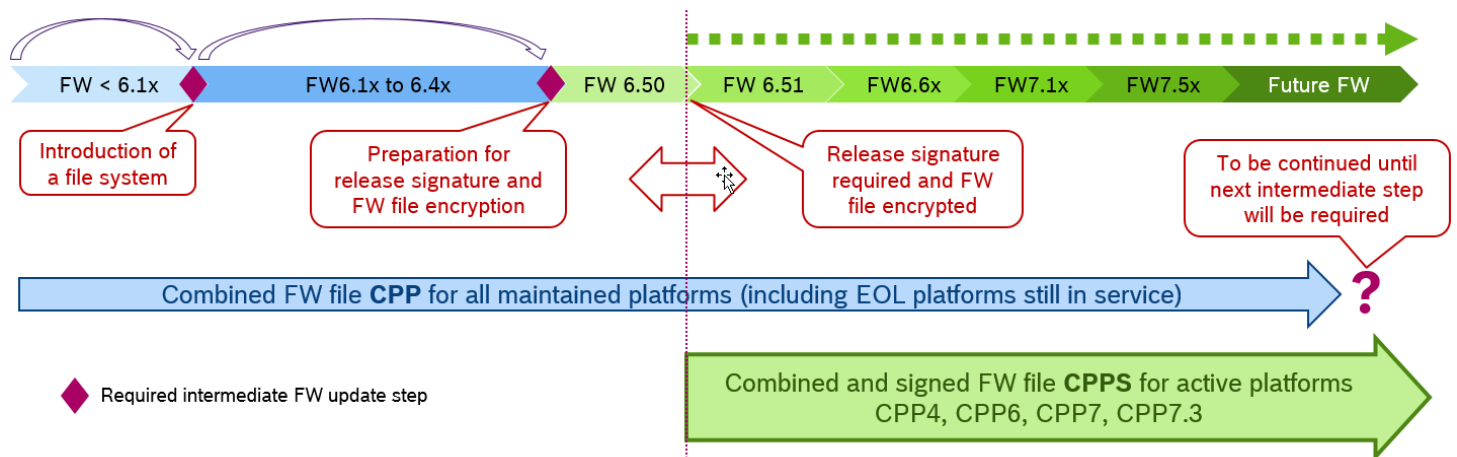 FW < 6.1x
FW6.1x to 6.4x
FW 6.50
FW 6.51
FW6.6x
FW7.1x
FW7.5x
Future FW
Introduction of
a file system
Preparation for
release signature and
FW file encryption
Release signature
required and FW
file encrypted
To be continued until
next intermediate step
will be required
Combined FW file CPP for all maintained platforms (including EOL platforms still in service)
?
Required intermediate FW update step
Combined and signed FW file CPPS for active platforms
CPP4, CPP6, CPP7, CPP7.3